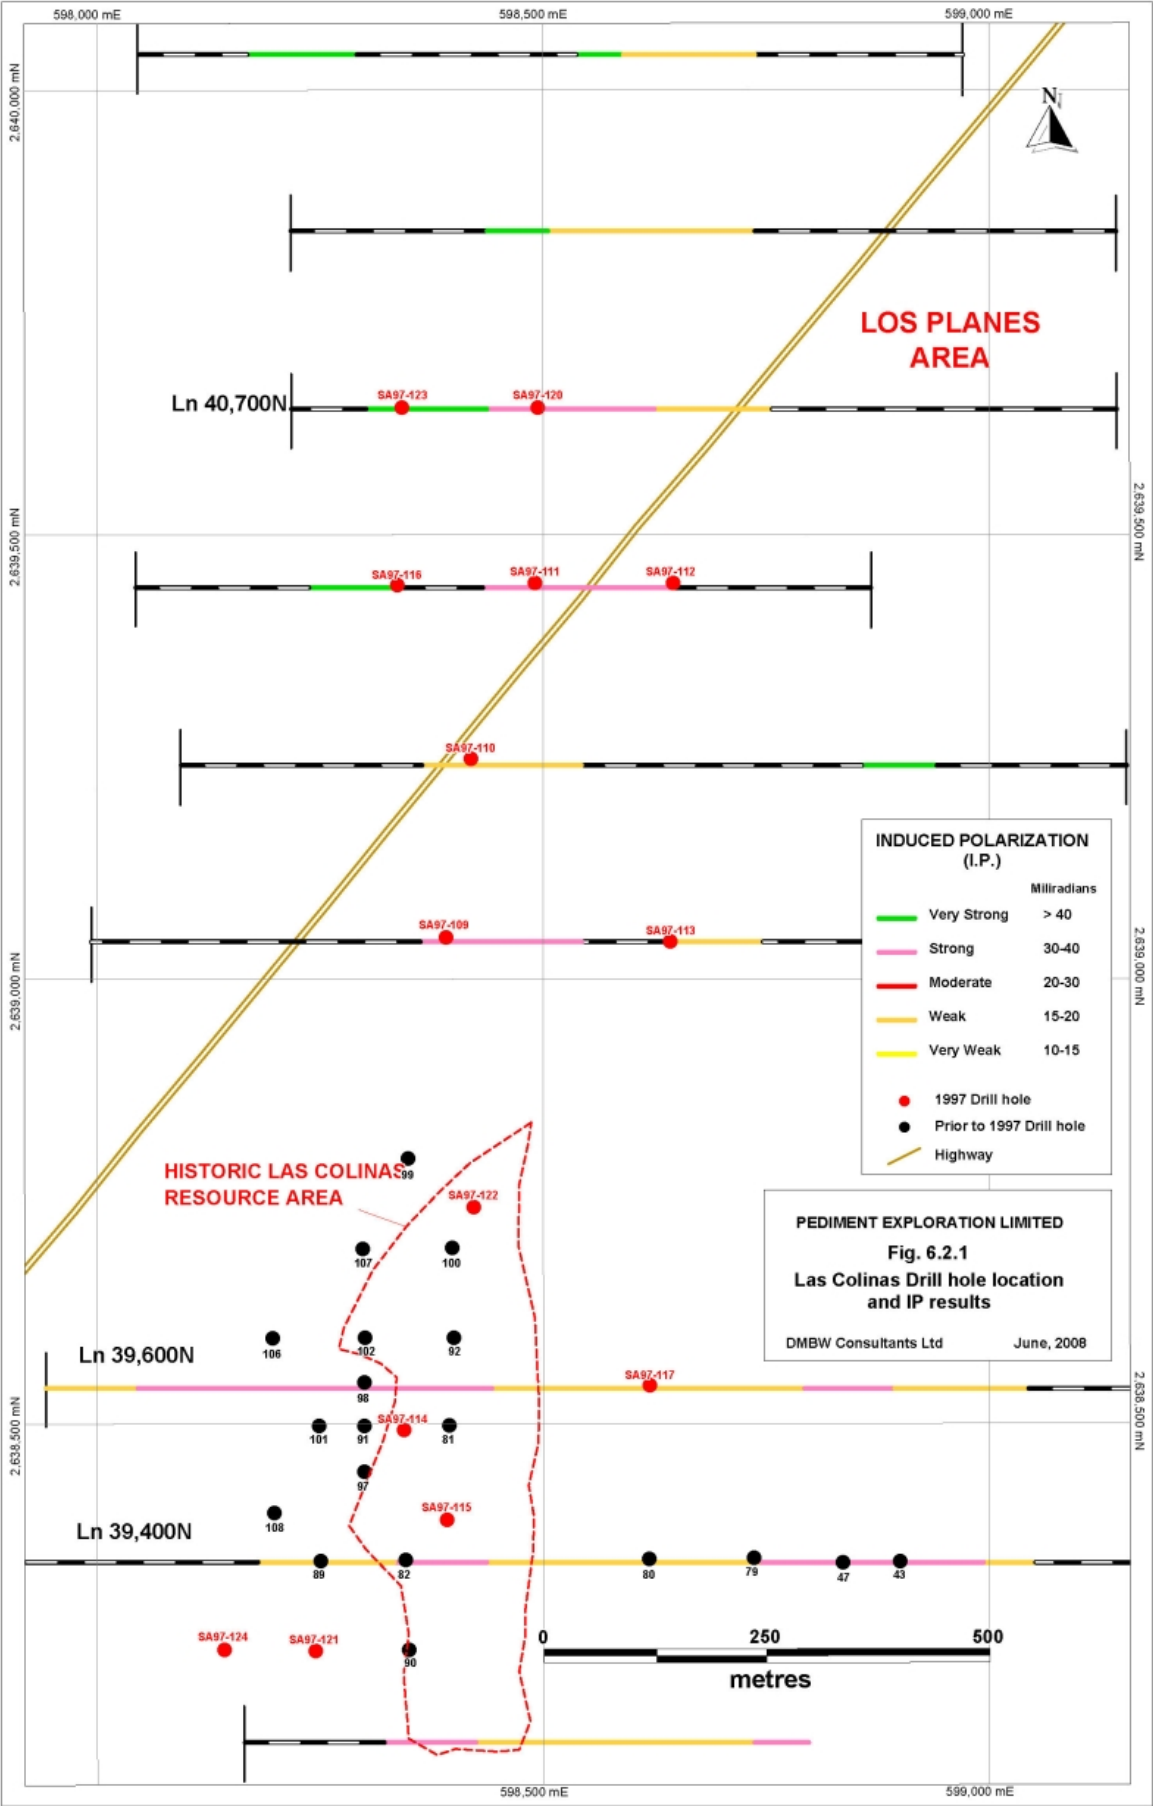 598,000 mE
598,500 mE
599,000 mE
2,640,000 mN
N
LOS PLANES
AREA
Ln 40,700N
SA97-123
SA97-120
2,639,500 mN
2,639,500 mN
SA97-116
SA97-111
SA97-112
SA97-110
INDUCED POLARIZATION
(I.P.)
Miliradians
Very Strong > 40
Strong 30-40
Moderate 20-30
Weak 15-20
Very Weak 10-15
1997 Drill hole
Prior to 1997 Drill hole
Highway
SA97-109
SA97-113
2,639,000 mN
2,639,000 mN
HISTORIC LAS COLINAS
RESOURCE AREA
99
SA97-122
107
100
PEDIMENT EXPLORATION LIMITED
Fig. 6.2.1
Las Colinas Drill hole location
and IP results
DMBW Consultants Ltd June, 2008
106
102
92
Ln 39,600N
98
SA97-117
2,638,500 mN
2,638,500 mN
101
91
SA97-114
81
97
108
SA97-115
Ln 39,400N
89
82
80
79
47
43
SA97-124
SA97-121
90
0 250 500
metres
598,500 mE
599,000 mE